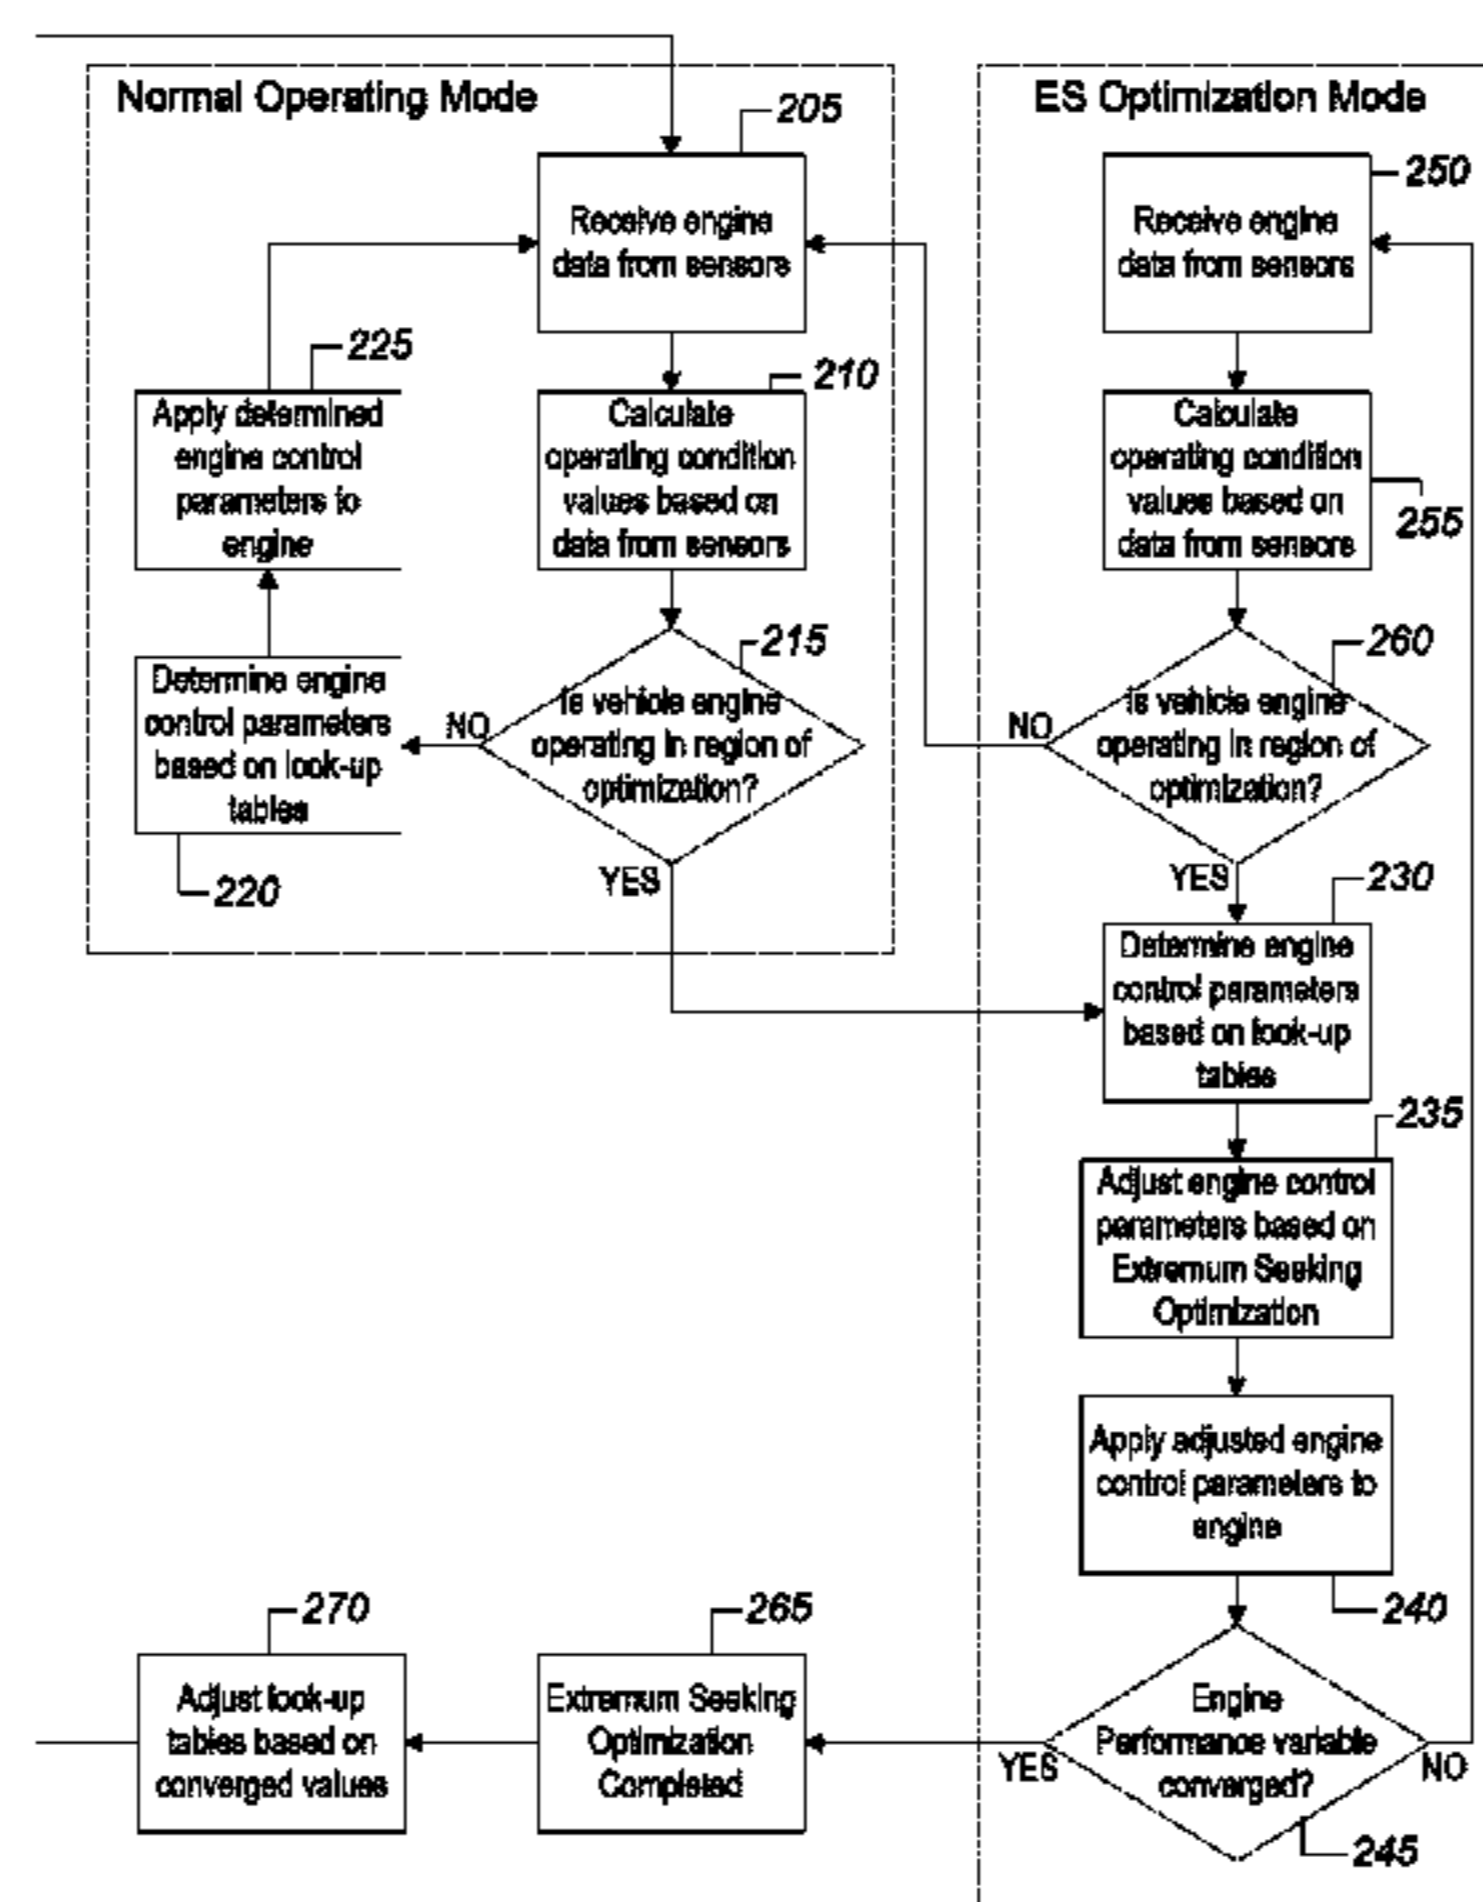 Normal Operating Mode
205
Receive engine
data from sensors
225
Apply determined
engine control
parameters to
engine
210
Calculate
operating condition
values based on
data from sensors
215
Is vehicle engine
operating in region of
optimization?
NO
YES
Determine engine
control parameters
based on look-up
tables
220
ES Optimization Mode
250
Receive engine
data from sensors
Calculate
operating condition
values based on
data from sensors
255
260
Is vehicle engine
operating in region of
optimization?
NO
YES
230
Determine engine
control parameters
based on look-up
tables
235
Adjust engine control
parameters based on
Extremum Seeking
Optimization
Apply adjusted engine
control parameters to
engine
240
Engine
Performance variable
converged?
YES
NO
245
265
Extremum Seeking
Optimization
Completed
270
Adjust look-up
tables based on
converged values